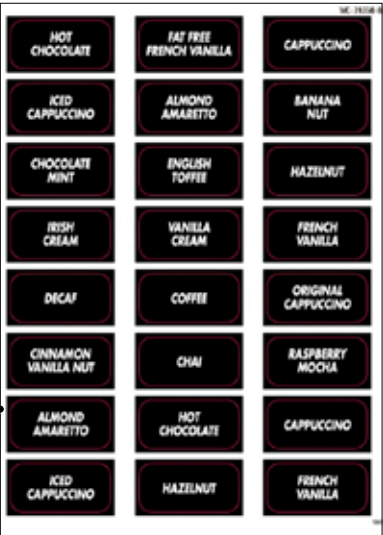 HOT
CHOCOLATE
FAT FREE
FRENCH VANILLA
CAPPUCCINO
ICED
CAPPUCCINO
ALMOND
AMARETTO
BANANA
NUT
CHOCOLATE
MINT
ENGLISH
TOFFEE
HAZELNUT
IRISH
CREAM
VANILLA
CREAM
FRENCH
VANILLA
DECAF
COFFEE
ORIGINAL
CAPPUCCINO
CINNAMON
VANILLA NUT
CHAI
RASPBERRY
MOCHA
ALMOND
AMARETTO
HOT
CHOCOLATE
CAPPUCCINO
ICED
CAPPUCCINO
HAZELNUT
FRENCH
VANILLA